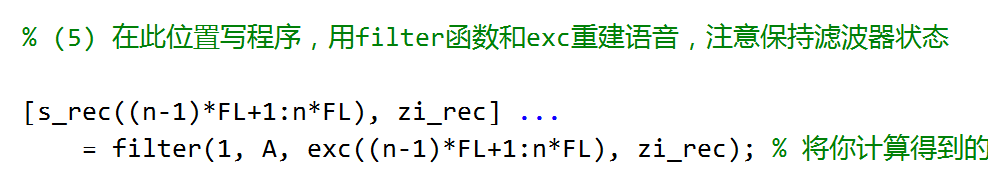 % (5) 在此位置写程序，用filter函数和exc重建语音，注意保持滤波器状态
[s_rec((n-1)*FL+1:n*FL), zi_rec] ...
= filter(1, A, exc((n-1)*FL+1:n*FL), zi_rec); % 将你计算得到的